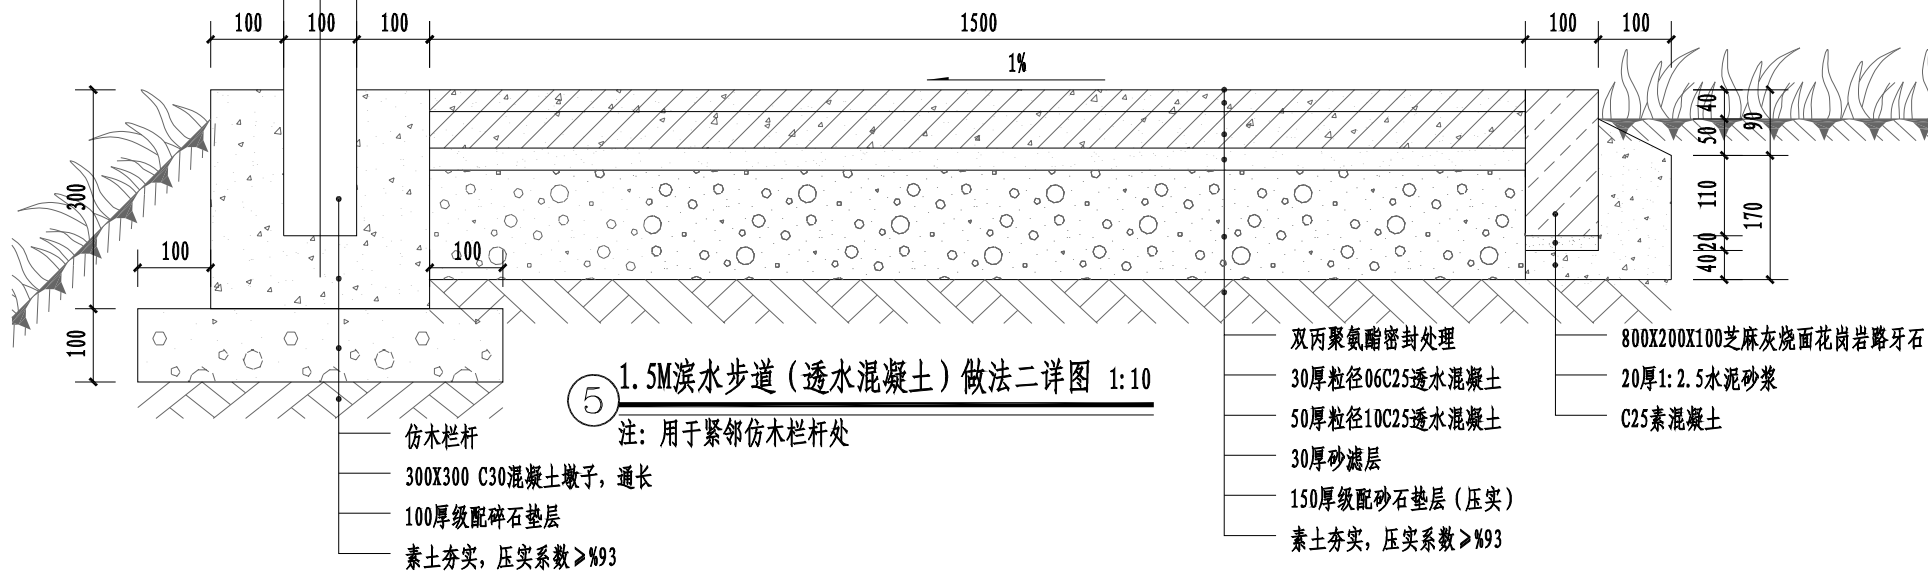 100 100 100 1500 100 100
1%
300
100
100 100
40
50
90
110
170
20
40
双丙聚氨酯密封处理
30厚粒径06C25透水混凝土
50厚粒径10C25透水混凝土
30厚砂滤层
150厚级配砂石垫层（压实）
素土夯实，压实系数≥%93
800X200X100芝麻灰烧面花岗岩路牙石
20厚1:2.5水泥砂浆
C25素混凝土
5 1.5M滨水步道（透水混凝土）做法二详图 1:10
注：用于紧邻仿木栏杆处
仿木栏杆
300X300 C30混凝土墩子，通长
100厚级配碎石垫层
素土夯实，压实系数≥%93